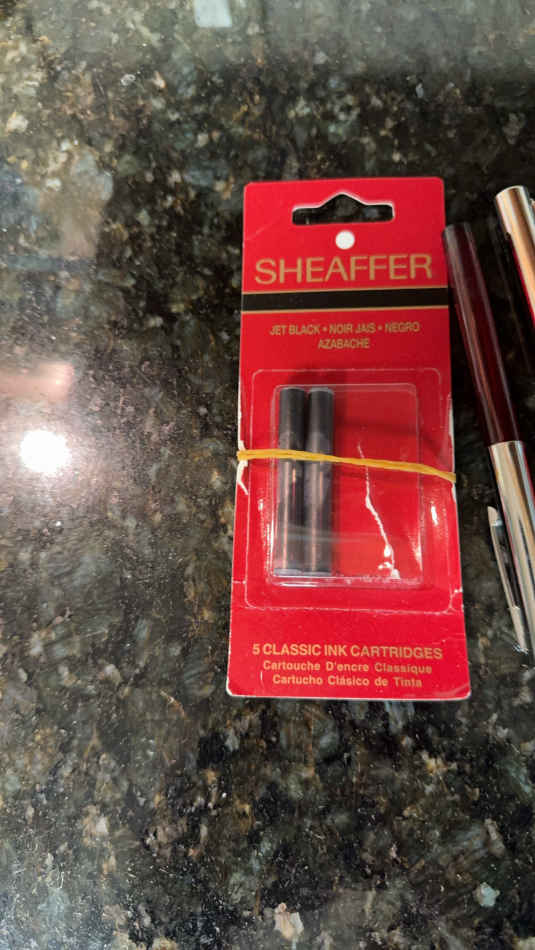 SHEAFFER
JET BLACK • NOIR JAIS • NEGRO
AZABACHE
5 CLASSIC INK CARTRIDGES
Cartouche D'encre Classique
Cartucho Clásico de Tinta